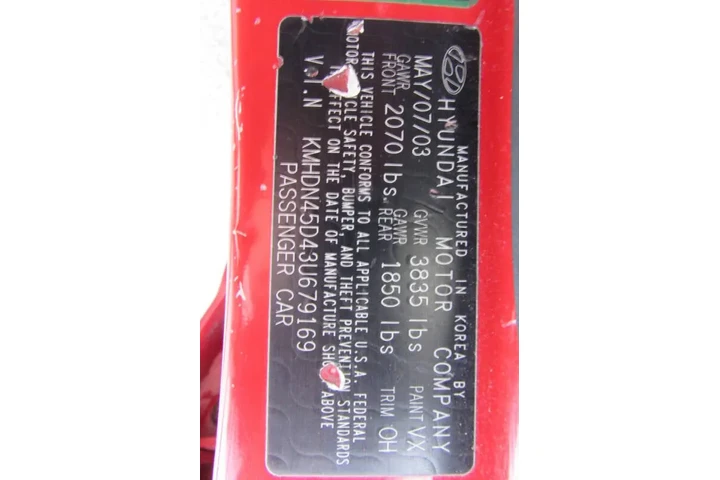 MANUFACTURED IN KOREA BY
HYUNDAI MOTOR COMPANY
MAY/07/03 GVWR 3835 lbs PAINT VX
GAWR FRONT 2070 lbs. GAWR REAR 1850 lbs TRIM OH
THIS VEHICLE CONFORMS TO ALL APPLICABLE U.S.A. FEDERAL
MOTOR SAFETY, BUMPER, AND THEFT PREVENTION STANDARDS
EFFECT ON THE DATE OF MANUFACTURE ABOVE
V.I.N KMHDN45D43U679169
PASSENGER CAR